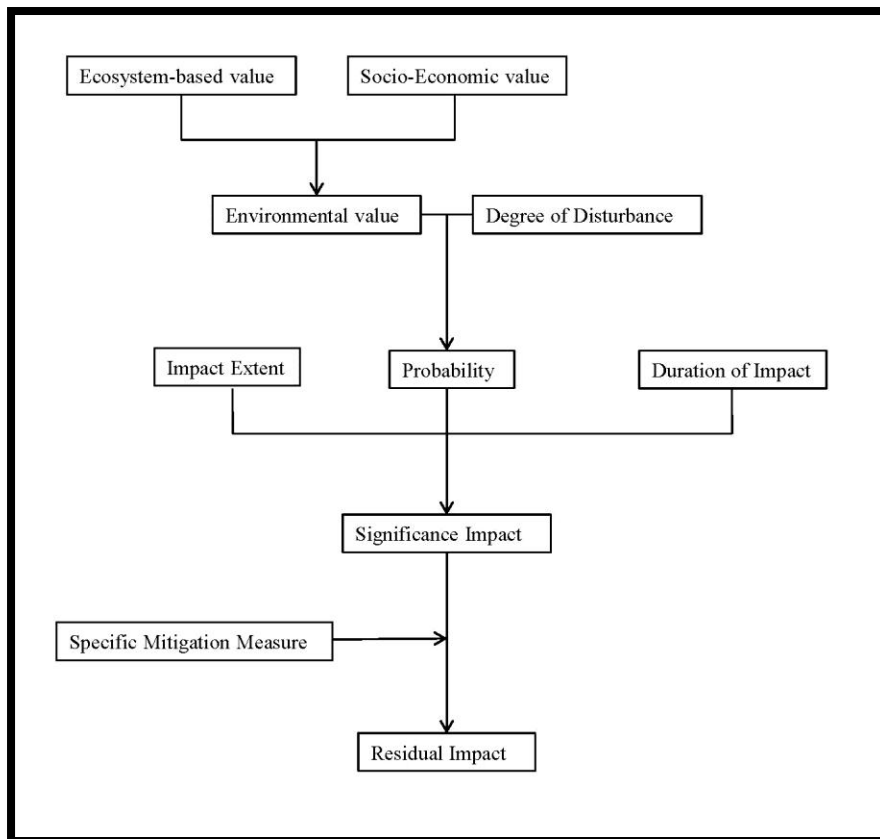 Ecosystem-based value
Socio-Economic value
Environmental value
Degree of Disturbance
Impact Extent
Probability
Duration of Impact
Significance Impact
Specific Mitigation Measure
Residual Impact